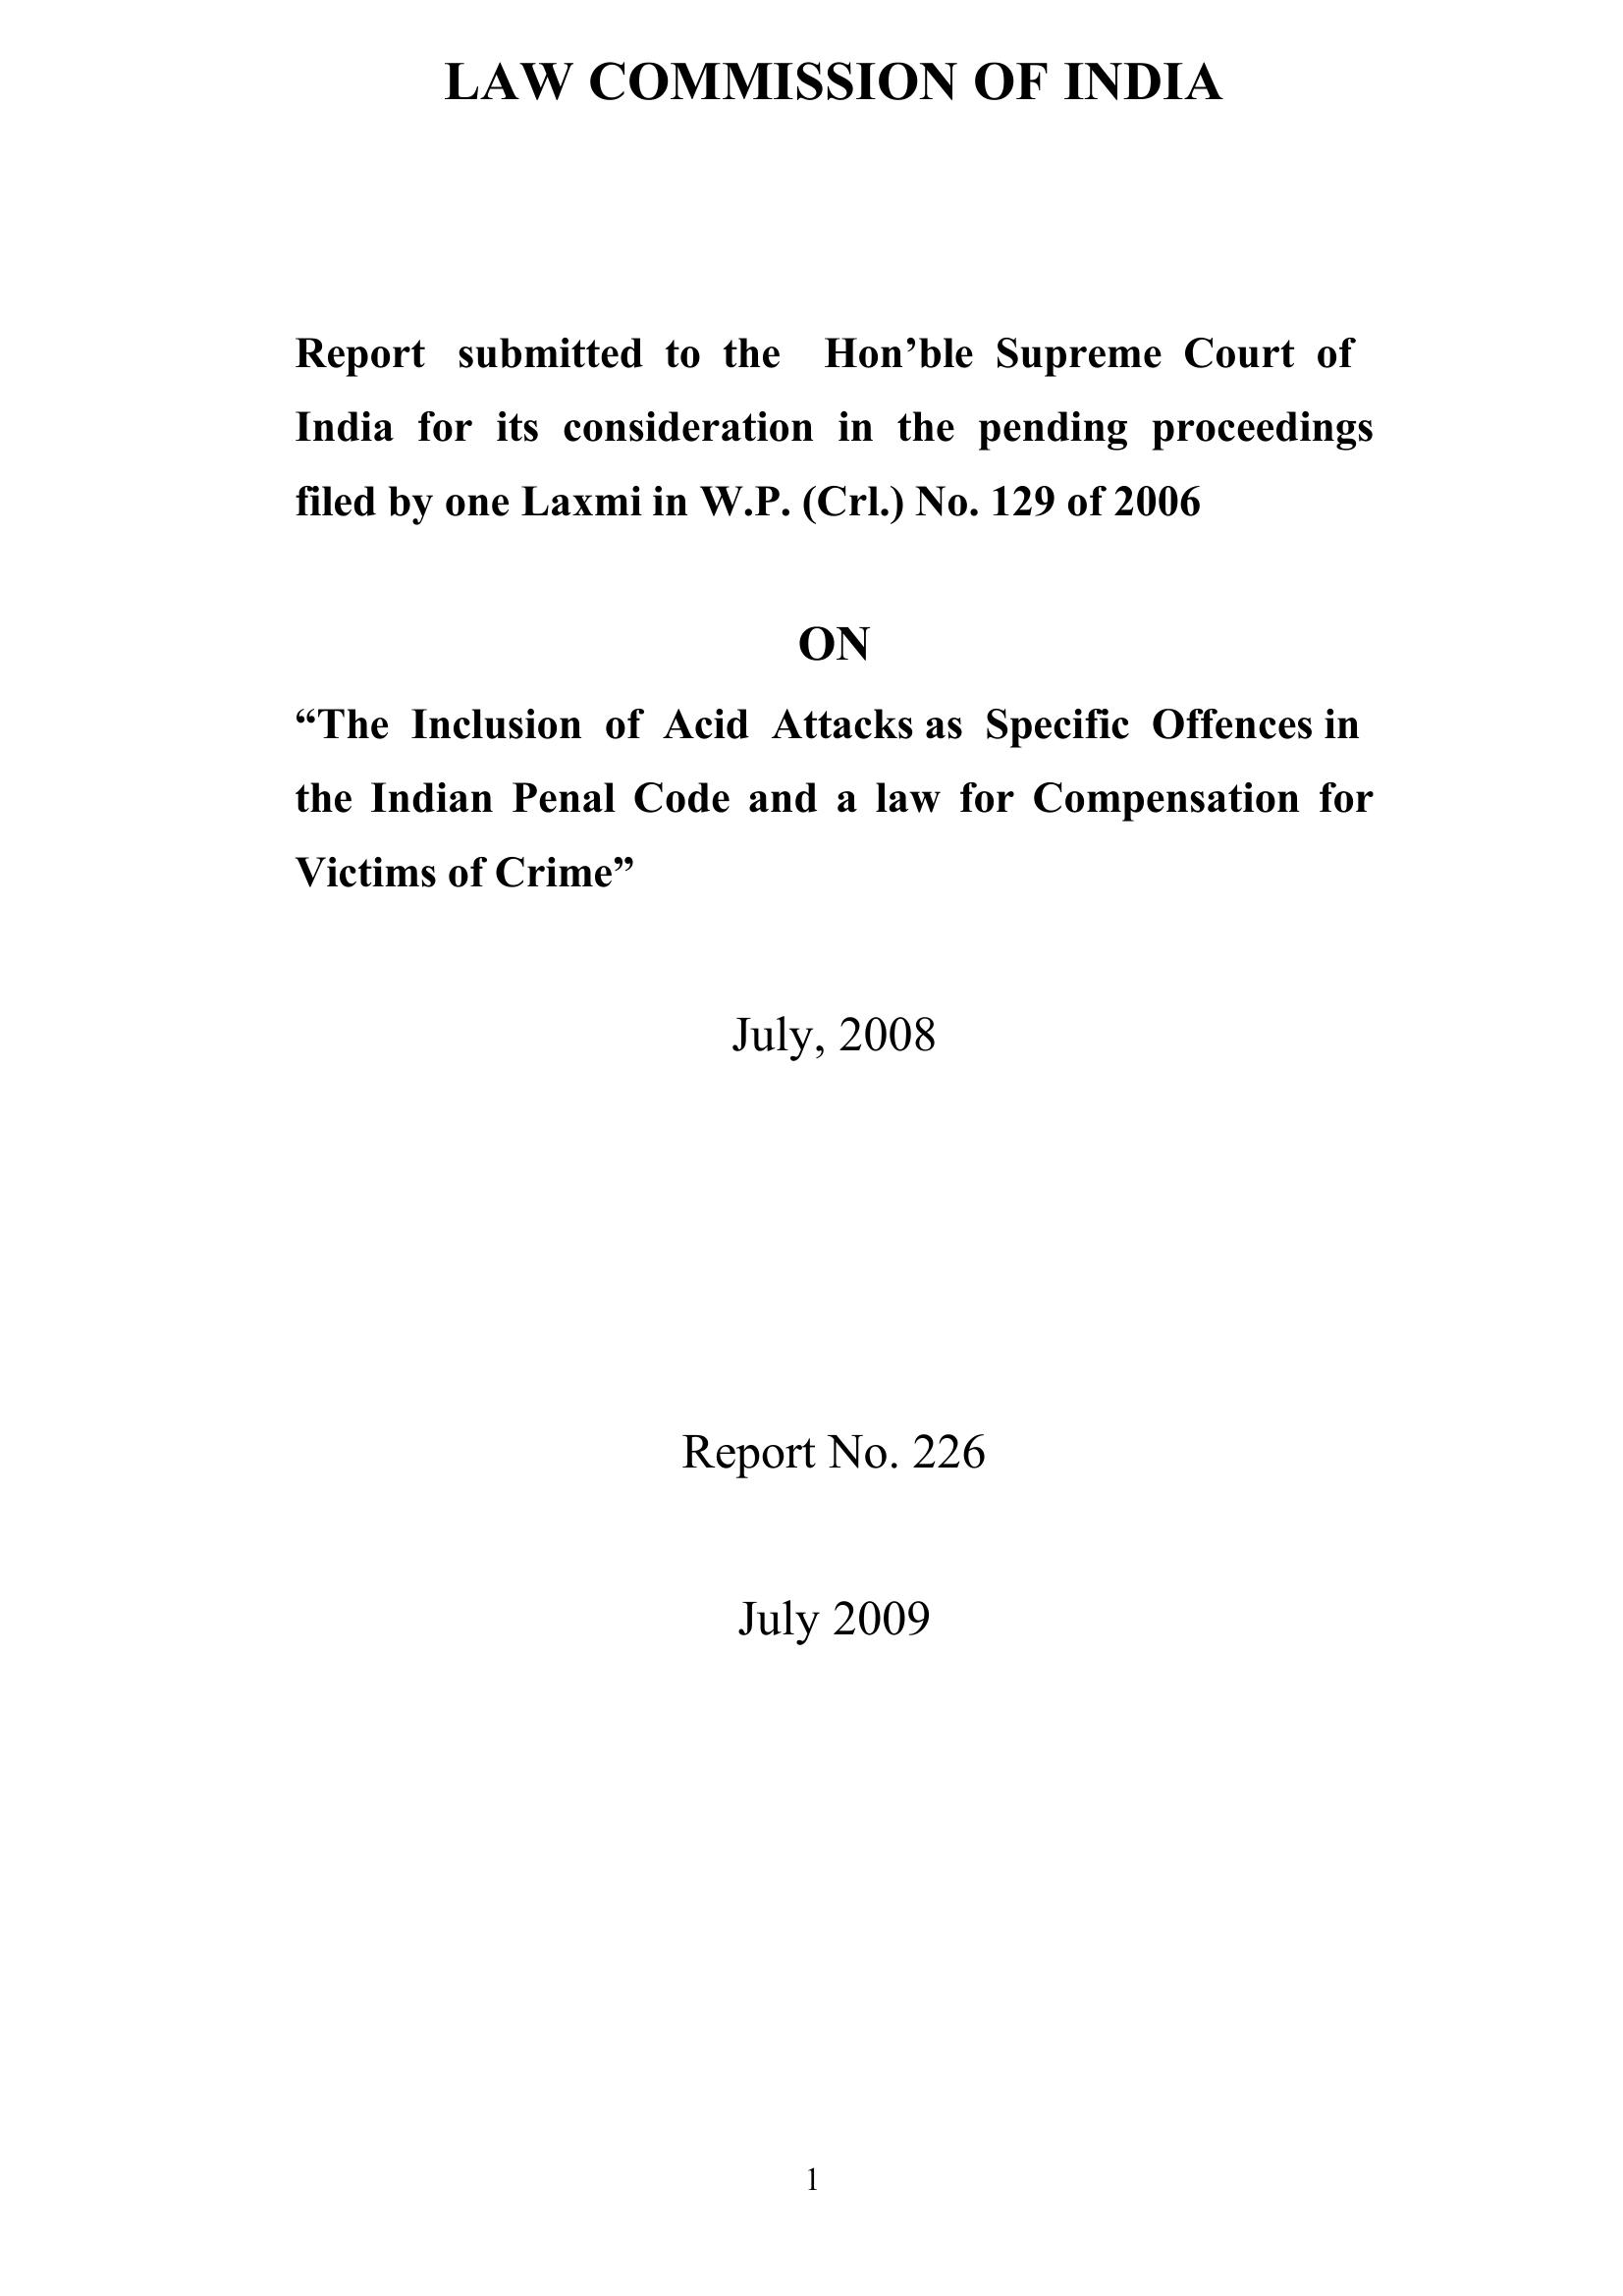 LAW COMMISSION OF INDIA
Report submitted to the Hon’ble Supreme Court of
India for its consideration in the pending proceedings
filed by one Laxmi in W.P. (Crl.) No. 129 of 2006
ON
“The Inclusion of Acid Attacks as Specific Offences in
the Indian Penal Code and a law for Compensation for
Victims of Crime”
July, 2008
Report No. 226
July 2009
1